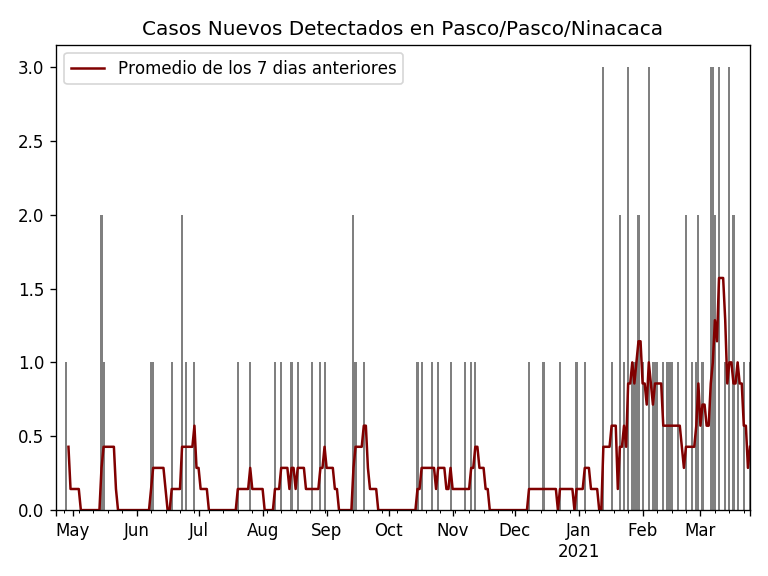 Casos Nuevos Detectados en Pasco/Pasco/Ninacaca
Promedio de los 7 dias anteriores
3.0
2.5
2.0
1.5
1.0
0.5
0.0
May Jun Jul Aug Sep Oct Nov Dec Jan Feb Mar
2021